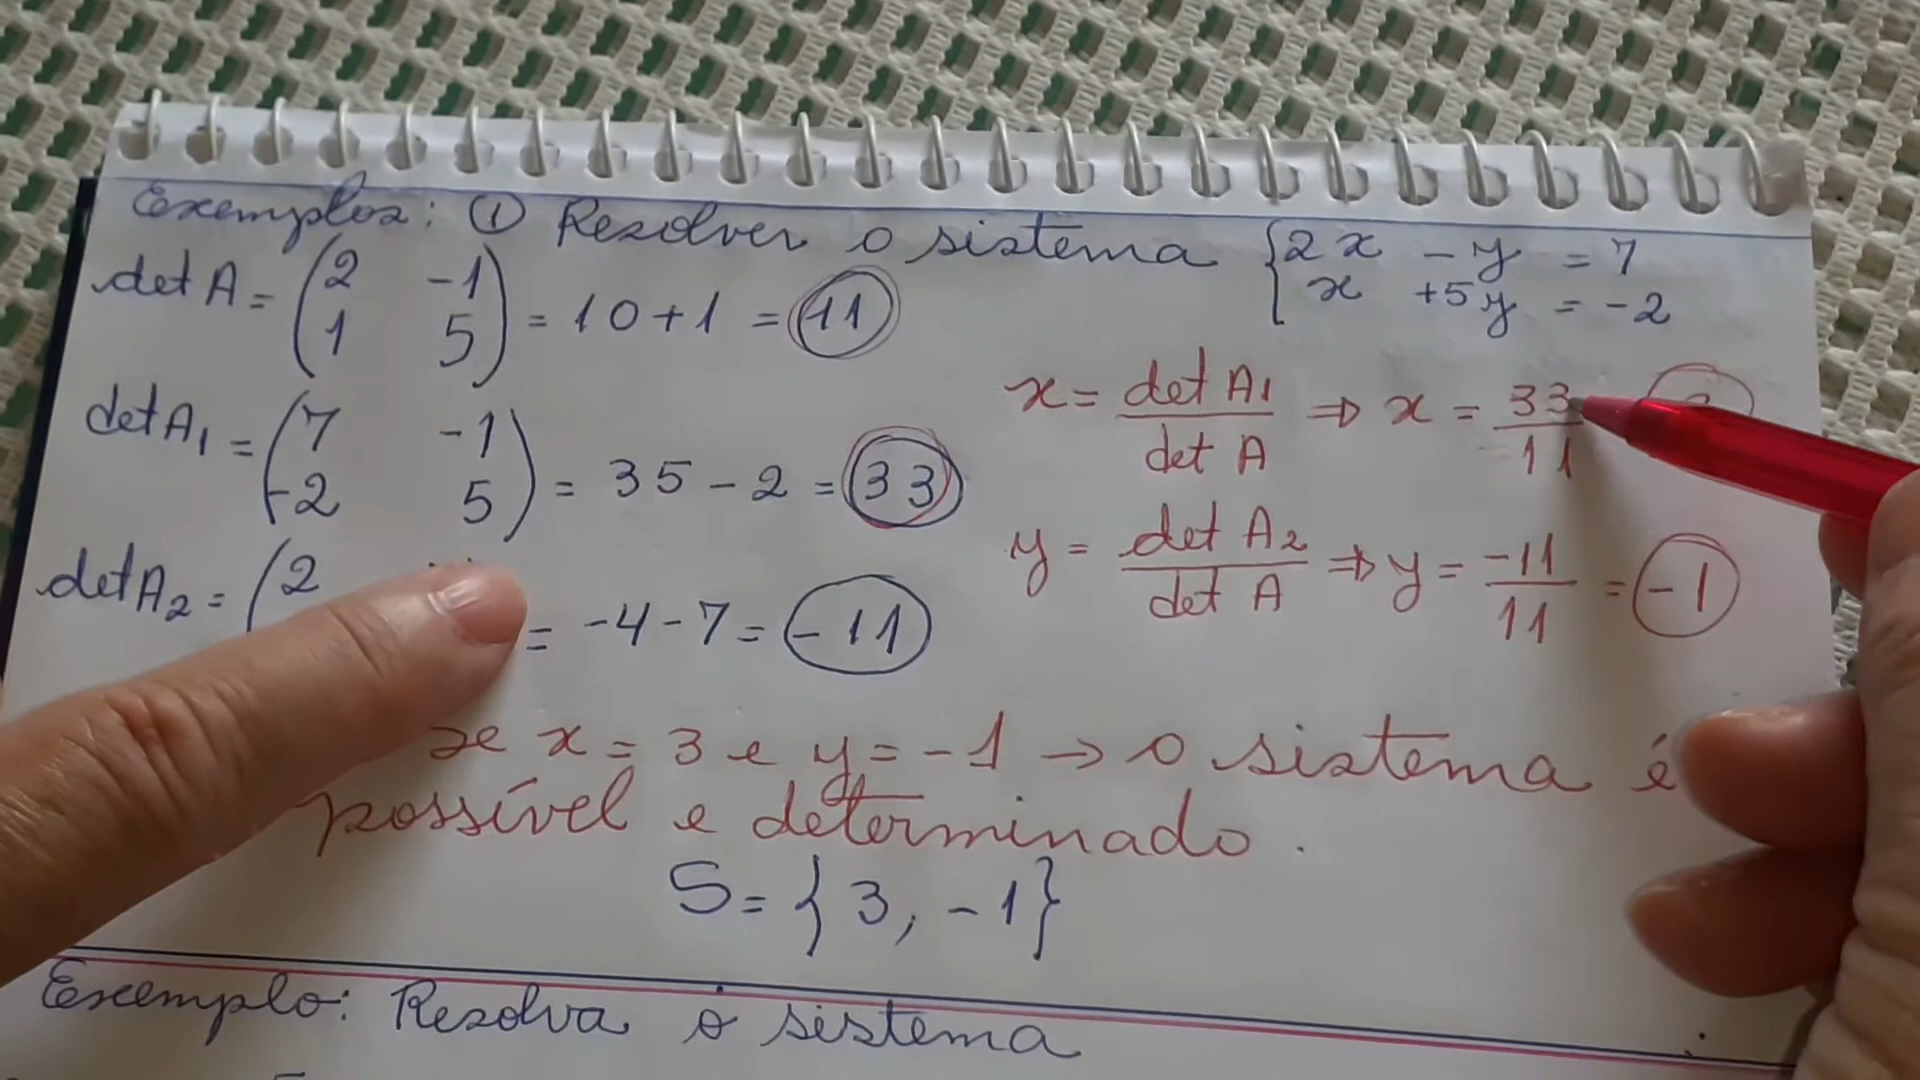 Exemplos: ① Resolver o sistema {2x - y = 7
x +5y = -2
det A = (2 -1
1 5) = 10 + 1 = 11
det A1 = (7 -1
-2 5) = 35 - 2 = 33
det A2 = (2
= -4 - 7 = -11
x = det A1 / det A ⇒ x = 33 / 11
y = det A2 / det A ⇒ y = -11 / 11 = -1
se x = 3 e y = -1 → o sistema é
possível e determinado.
S = {3, -1}
Exemplo: Resolva o sistema